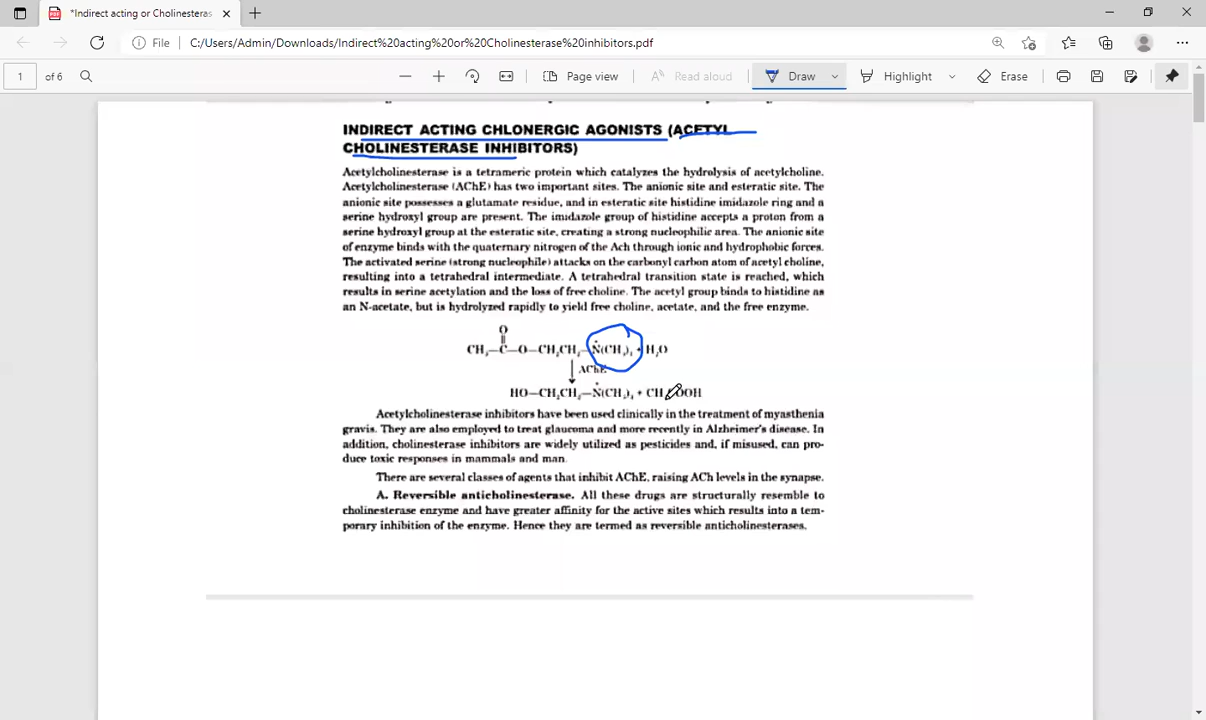 *Indirect acting or Cholinesteras
File C:/Users/Admin/Downloads/Indirect%20acting%20or%20Cholinesterase%20inhibitors.pdf
1 of 6 Page view Read aloud Draw Highlight Erase
INDIRECT ACTING CHLONERGIC AGONISTS (ACETYL
CHOLINESTERASE INHIBITORS)
Acetylcholinesterase is a tetrameric protein which catalyzes the hydrolysis of acetylcholine.
Acetylcholinesterase (AChE) has two important sites. The anionic site and esteratic site. The
anionic site possesses a glutamate residue, and in esteratic site histidine imidazole ring and a
serine hydroxyl group are present. The imidazole group of histidine accepts a proton from a
serine hydroxyl group at the esteratic site, creating a strong nucleophilic area. The anionic site
of enzyme binds with the quaternary nitrogen of the Ach through ionic and hydrophobic forces.
The activated serine (strong nucleophile) attacks on the carbonyl carbon atom of acetyl choline,
resulting into a tetrahedral intermediate. A tetrahedral transition state is reached, which
results in serine acetylation and the loss of free choline. The acetyl group binds to histidine as
an N-acetate, but is hydrolyzed rapidly to yield free choline, acetate, and the free enzyme.
O
CH₃—C—O—CH₂CH₂—N(CH₃)₃ + H₂O
AChE
HO—CH₂CH₂—N(CH₃)₃ + CH OOH
Acetylcholinesterase inhibitors have been used clinically in the treatment of myasthenia
gravis. They are also employed to treat glaucoma and more recently in Alzheimer's disease. In
addition, cholinesterase inhibitors are widely utilized as pesticides and, if misused, can pro-
duce toxic responses in mammals and man.
There are several classes of agents that inhibit AChE, raising ACh levels in the synapse.
A. Reversible anticholinesterase. All these drugs are structurally resemble to
cholinesterase enzyme and have greater affinity for the active sites which results into a tem-
porary inhibition of the enzyme. Hence they are termed as reversible anticholinesterases.